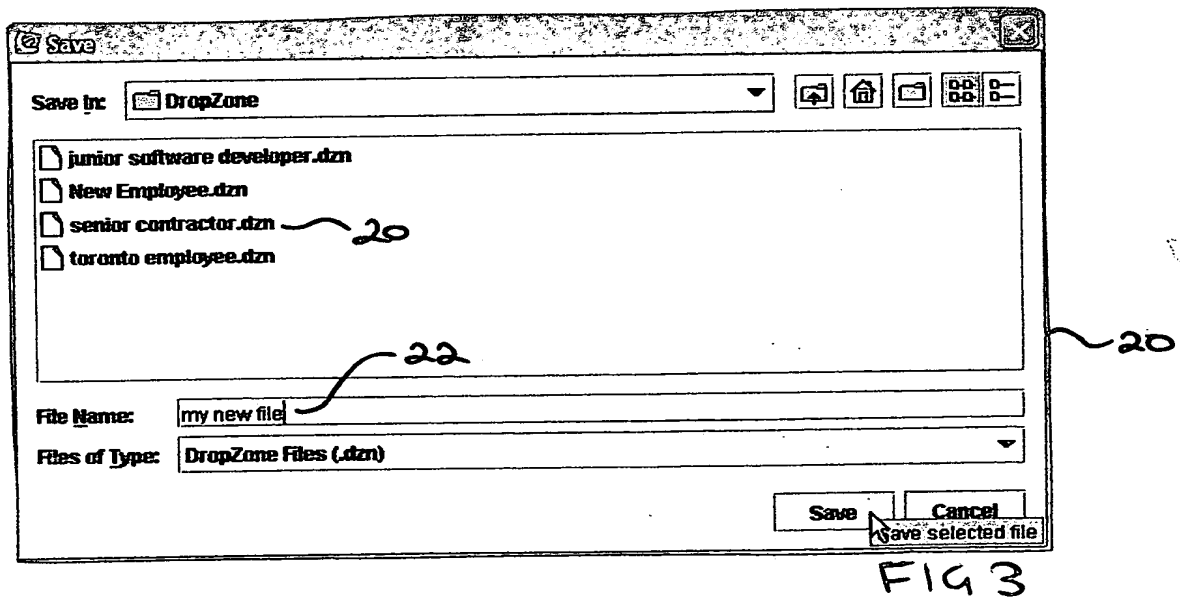 Save
Save In: DropZone
junior software developer.dzn
New Employee.dzn
senior contractor.dzn 20
toronto employee.dzn
20
22
File Name: my new file
Files of Type: DropZone Files (.dzn)
Save Cancel
Save selected file
FIG 3